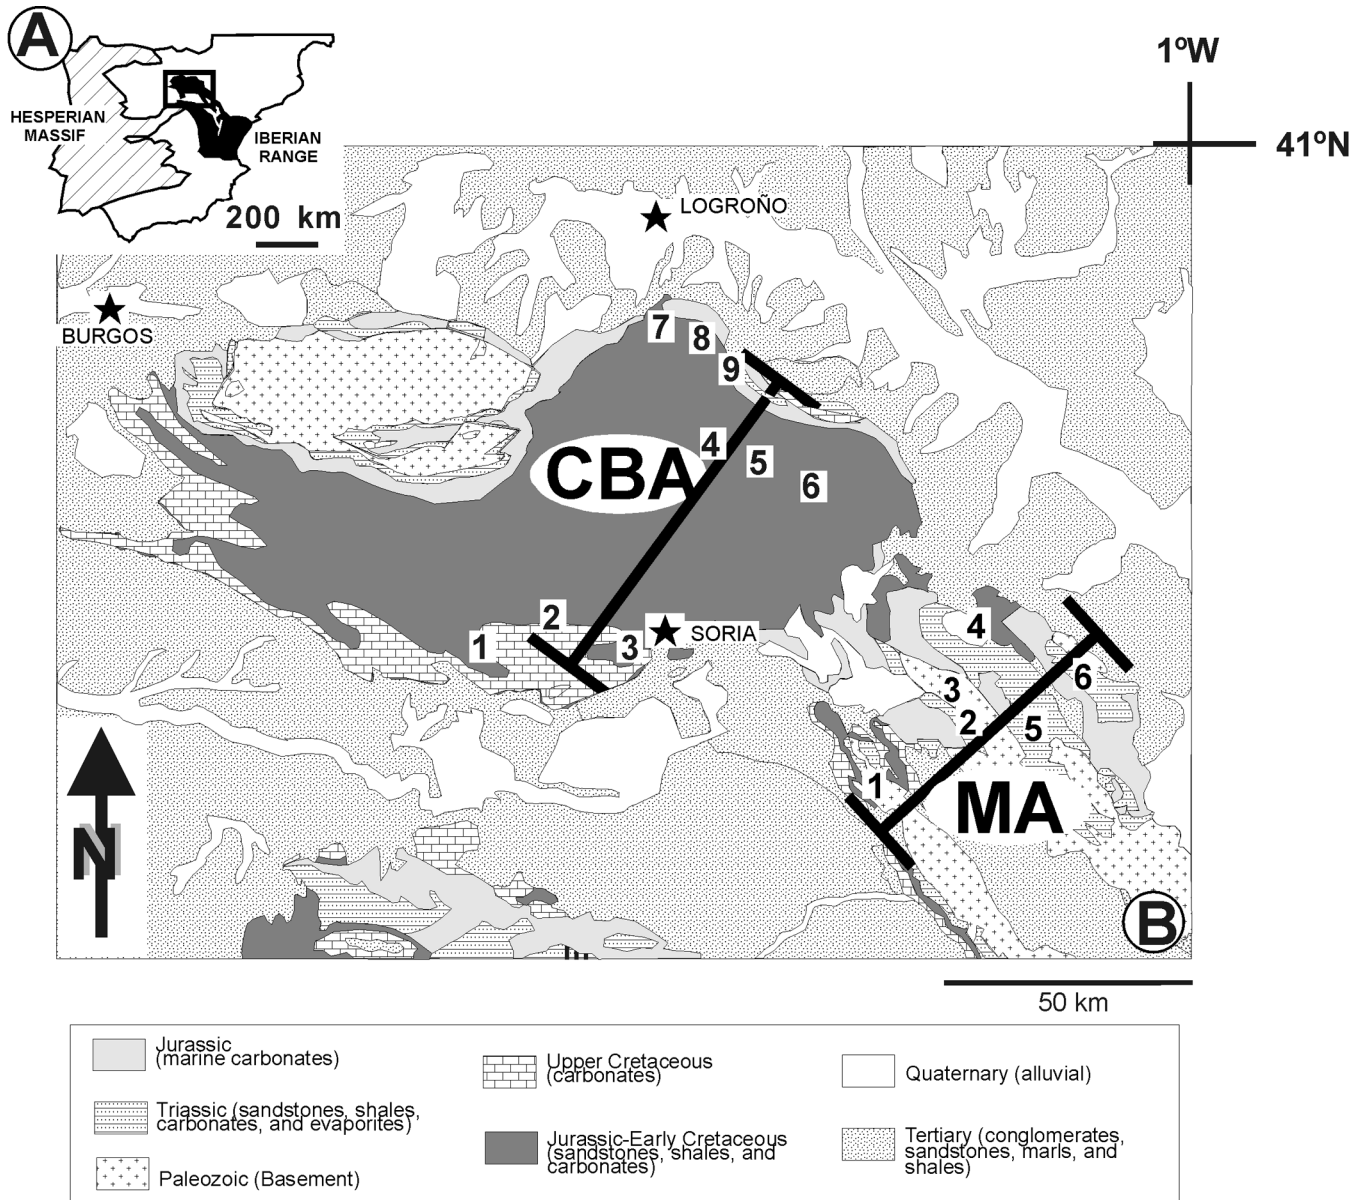 A
HESPERIAN
MASSIF
IBERIAN
RANGE
200 km
1ºW
41ºN
LOGROÑO
BURGOS
7
8
9
CBA
4
5
6
2
1
3
SORIA
4
3
6
2
5
1
MA
N
B
50 km
Jurassic
(marine carbonates)
Triassic (sandstones, shales,
carbonates, and evaporites)
Paleozoic (Basement)
Upper Cretaceous
(carbonates)
Jurassic-Early Cretaceous
(sandstones, shales, and
carbonates)
Quaternary (alluvial)
Tertiary (conglomerates,
sandstones, marls, and
shales)